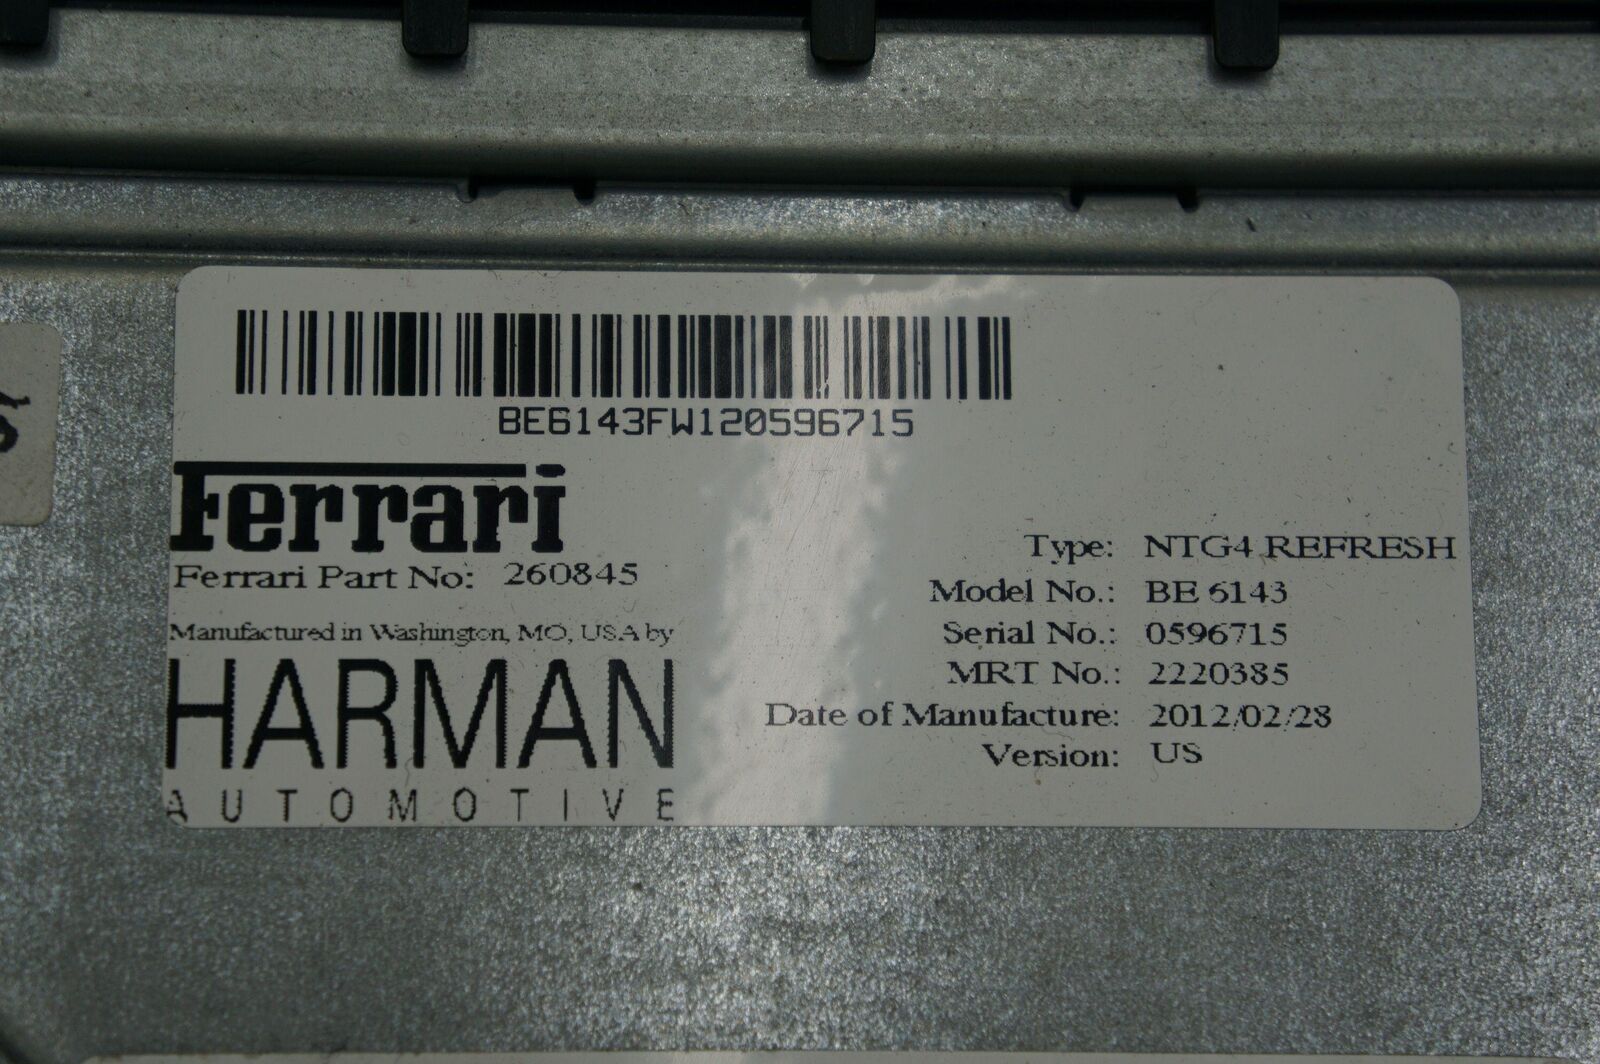 BE6143FW120596715
Ferrari
Ferrari Part No: 260845
Manufactured in Washington, MO, USA by
HARMAN
AUTOMOTIVE
Type: NTG4 REFRESH
Model No.: BE 6143
Serial No.: 0596715
MRT No.: 2220385
Date of Manufacture: 2012/02/28
Version: US